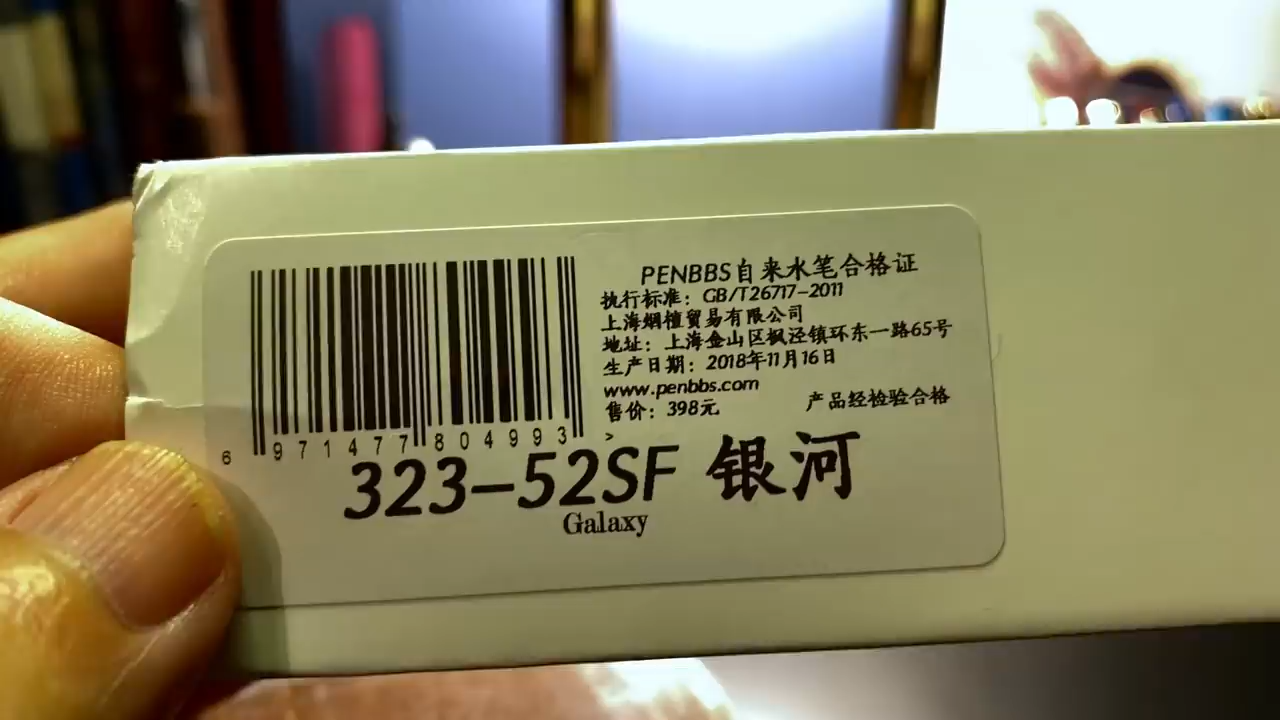 PENBBS自来水笔合格证
执行标准：GB/T26717-2011
上海烟楦贸易有限公司
地址：上海金山区枫泾镇环东一路65号
生产日期：2018年11月16日
www.penbbs.com
售价：398元 产品经检验合格
6 971477 804993 >
323-52SF 银河
Galaxy